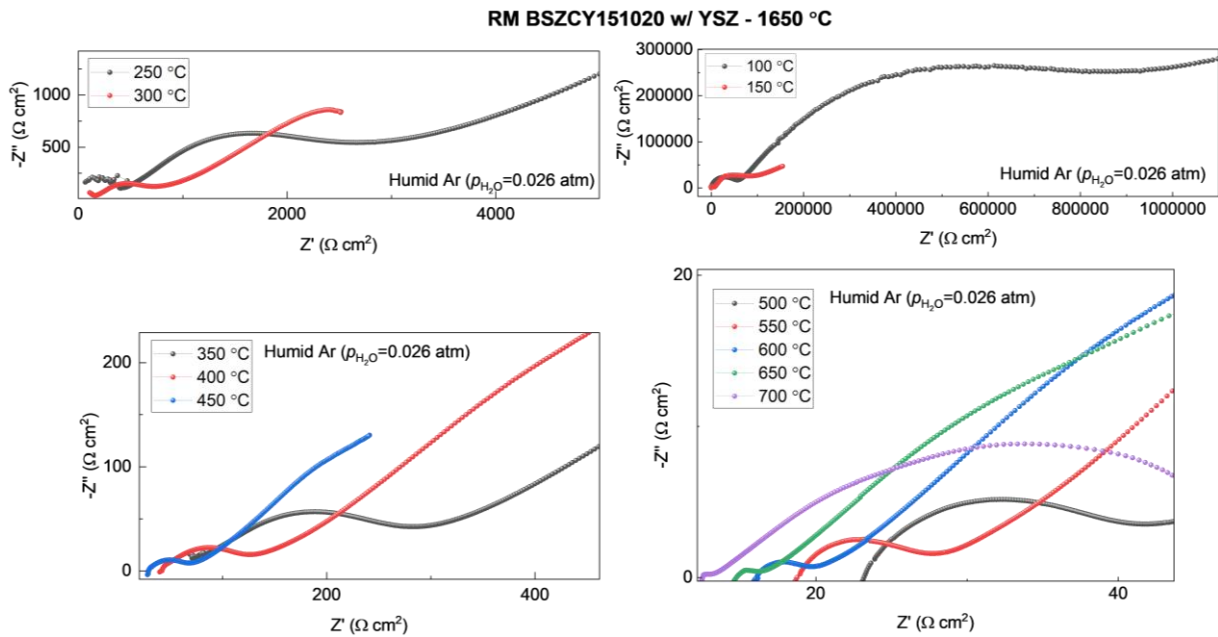 RM BSZCY151020 w/ YSZ - 1650 °C
250 °C
300 °C
1000
500
-Z'' (Ω cm²)
Humid Ar (pH₂O=0.026 atm)
0 2000 4000
Z' (Ω cm²)
300000
200000
100000
0
-Z'' (Ω cm²)
100 °C
150 °C
Humid Ar (pH₂O=0.026 atm)
0 200000 400000 600000 800000 1000000
Z' (Ω cm²)
200
100
0
-Z'' (Ω cm²)
350 °C
400 °C
450 °C
Humid Ar (pH₂O=0.026 atm)
200 400
Z' (Ω cm²)
20
10
0
-Z'' (Ω cm²)
500 °C
550 °C
600 °C
650 °C
700 °C
Humid Ar (pH₂O=0.026 atm)
20 40
Z' (Ω cm²)